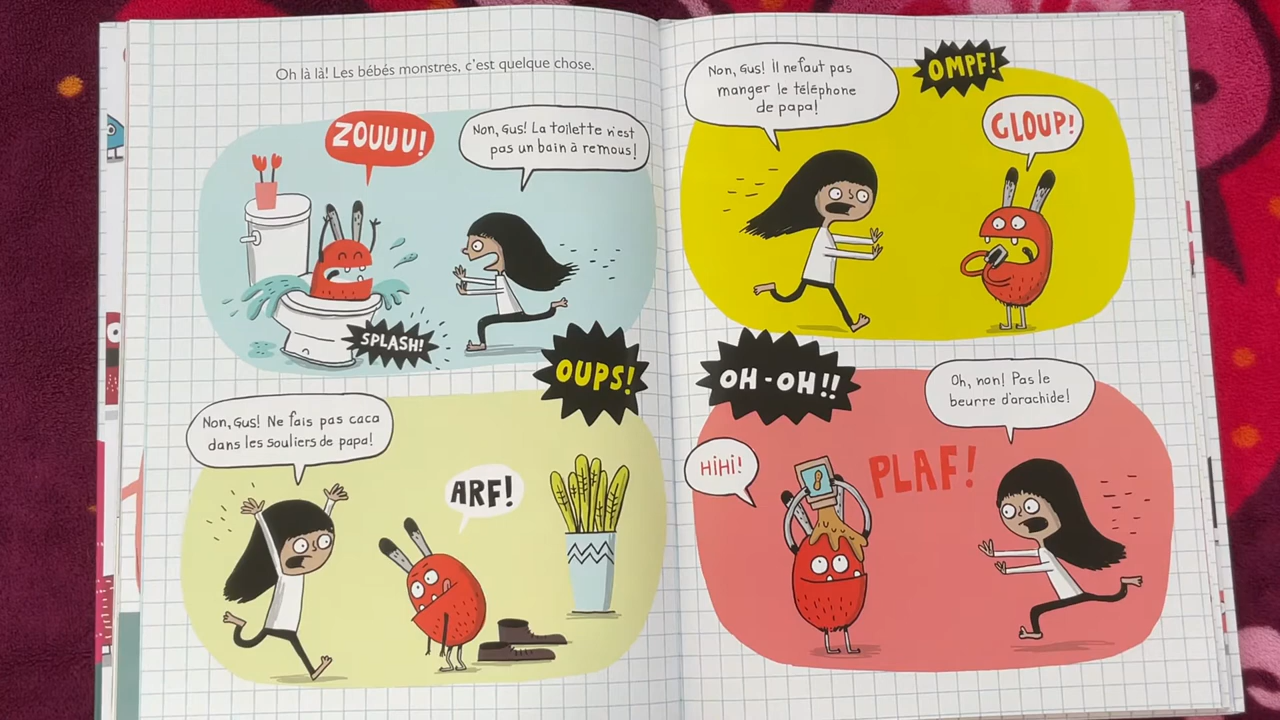 Oh là là! Les bébés monstres, c'est quelque chose.
ZOUUU!
Non, Gus! La toilette n'est
pas un bain à remous!
SPLASH!
OUPS!
Non, Gus! Ne fais pas caca
dans les souliers de papa!
ARF!
Non, Gus! Il ne faut pas
manger le téléphone
de papa!
OMPF!
GLOUP!
OH-OH!!
Oh, non! Pas le
beurre d'arachide!
HiHi!
PLAF!